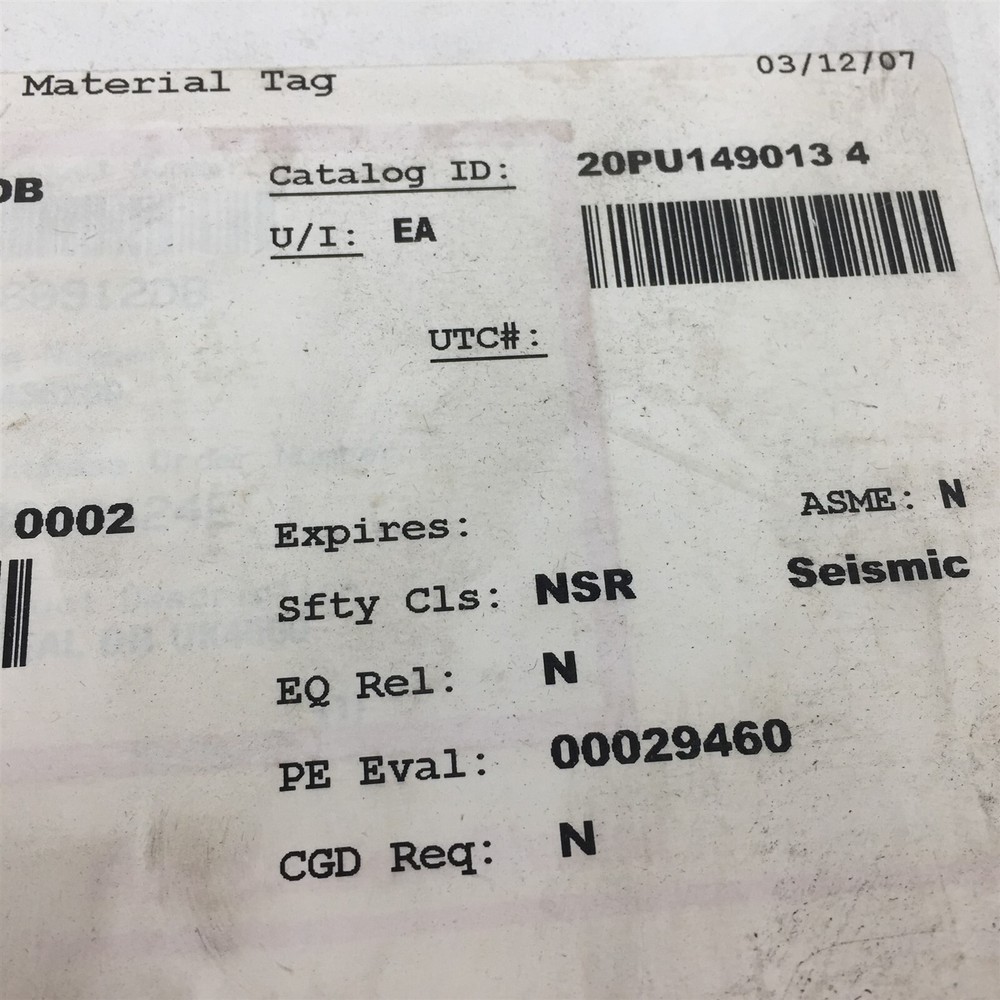 Material Tag 03/12/07
DB Catalog ID: 20PU149013 4
U/I: EA
UTC#:
0002
Expires: ASME: N
Sfty Cls: NSR Seismic
EQ Rel: N
PE Eval: 00029460
CGD Req: N